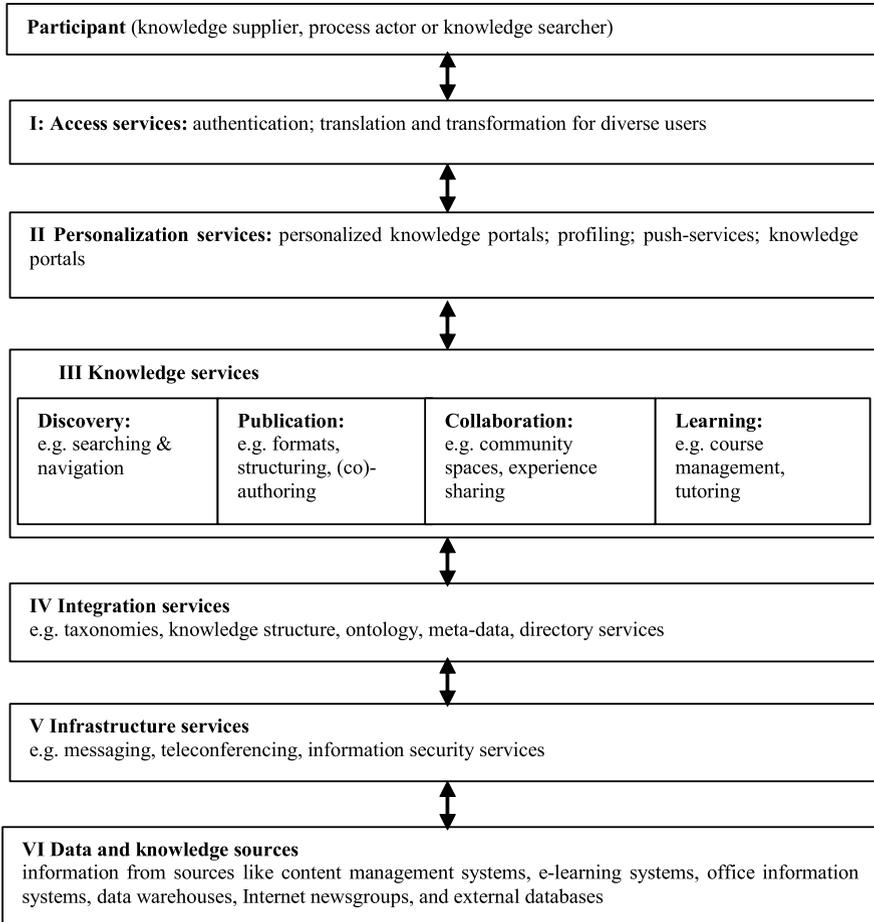 Participant (knowledge supplier, process actor or knowledge searcher)
I: Access services: authentication; translation and transformation for diverse users
II Personalization services: personalized knowledge portals; profiling; push-services; knowledge
portals
III Knowledge services
Discovery:
e.g. searching &
navigation
Publication:
e.g. formats,
structuring, (co)-
authoring
Collaboration:
e.g. community
spaces, experience
sharing
Learning:
e.g. course
management,
tutoring
IV Integration services
e.g. taxonomies, knowledge structure, ontology, meta-data, directory services
V Infrastructure services
e.g. messaging, teleconferencing, information security services
VI Data and knowledge sources
information from sources like content management systems, e-learning systems, office information
systems, data warehouses, Internet newsgroups, and external databases